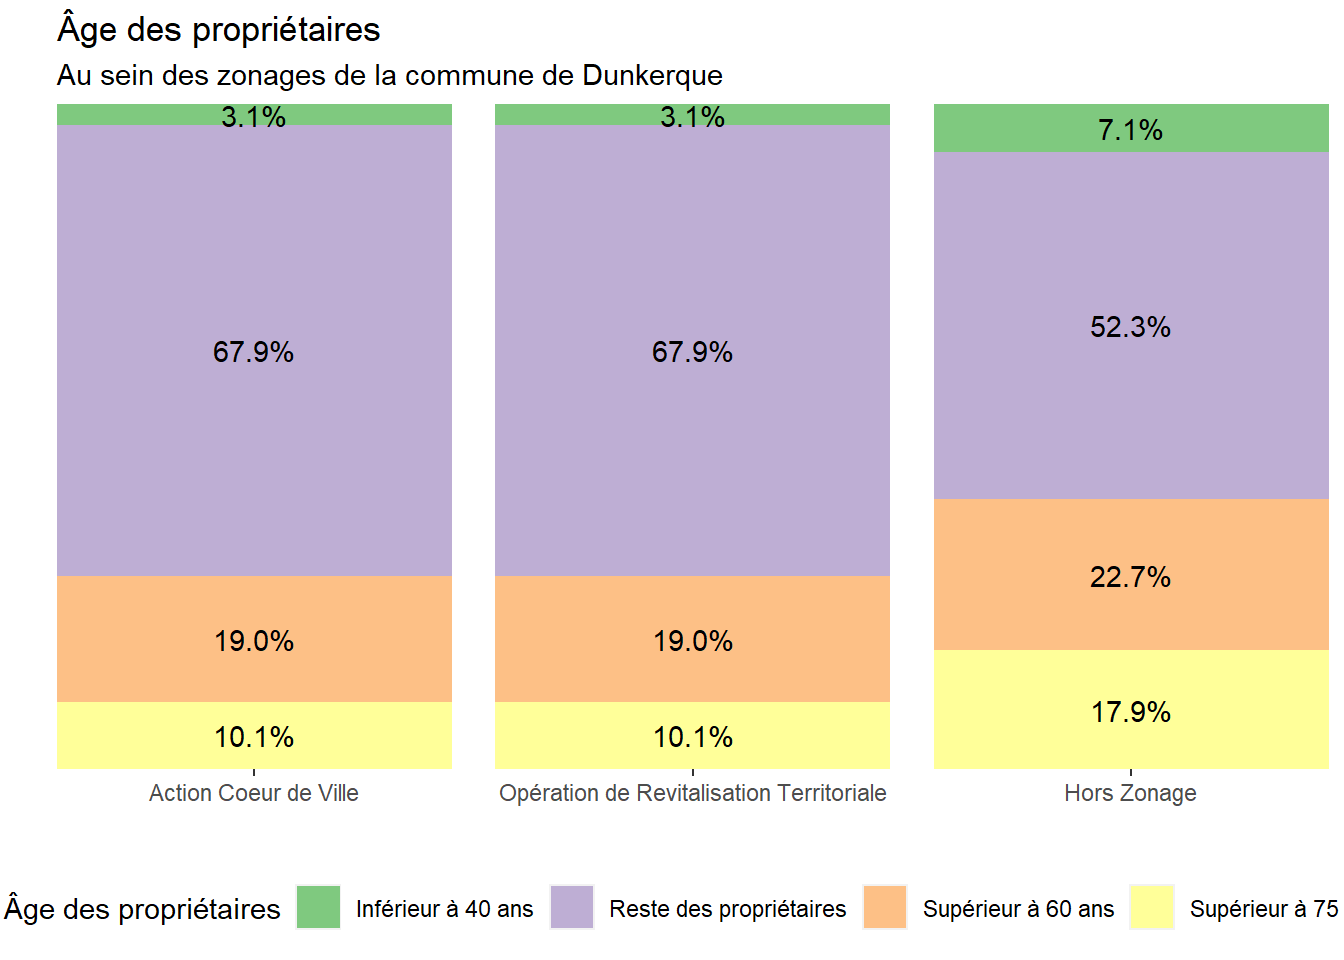 Âge des propriétaires
Au sein des zonages de la commune de Dunkerque
3.1% 3.1% 7.1%
67.9% 67.9% 52.3%
19.0% 19.0% 22.7%
10.1% 10.1% 17.9%
Action Coeur de Ville Opération de Revitalisation Territoriale Hors Zonage
Âge des propriétaires Inférieur à 40 ans Reste des propriétaires Supérieur à 60 ans Supérieur à 75